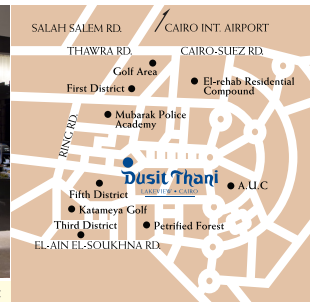 SALAH SALEM RD.
CAIRO INT. AIRPORT
THAWRA RD.
CAIRO-SUEZ RD.
Golf Area
First District
El-rehab Residential
Compound
Mubarak Police
Academy
RING RD.
Dusit Thani
LAKEVIEW • CAIRO
Fifth District
A.U.C
Katameya Golf
Third District
Petrified Forest
EL-AIN EL-SOUKHNA RD.